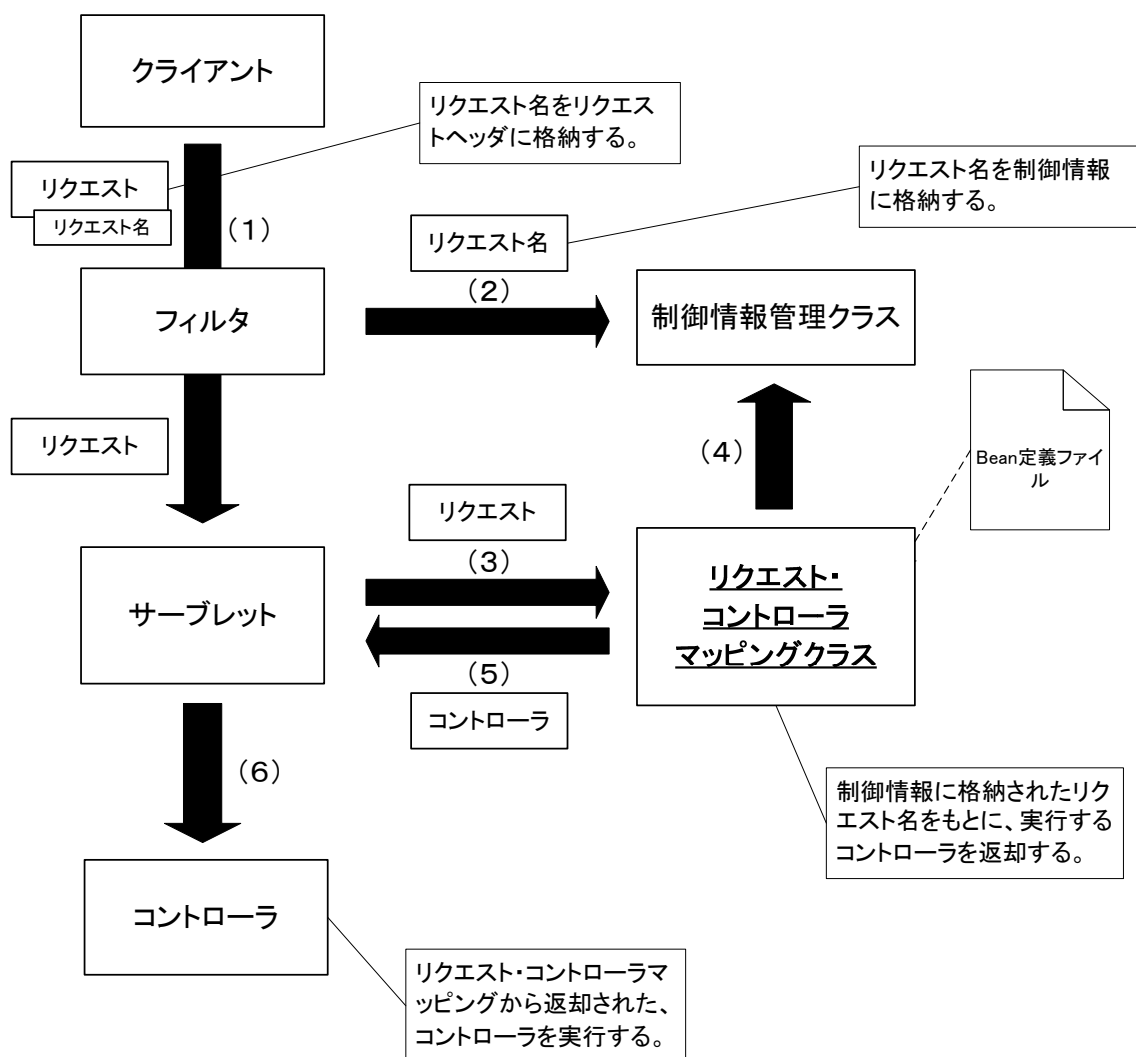 クライアント
リクエスト名をリクエス
トヘッダに格納する。
リクエスト
リクエスト名
(1)
リクエスト名
(2)
リクエスト名を制御情報
に格納する。
フィルタ
制御情報管理クラス
リクエスト
(4)
Bean定義ファイ
ル
リクエスト
(3)
サーブレット
リクエスト・
コントローラ
マッピングクラス
(5)
コントローラ
(6)
制御情報に格納されたリク
エスト名をもとに、実行する
コントローラを返却する。
コントローラ
リクエスト・コントローラマ
ッピングから返却された、
コントローラを実行する。